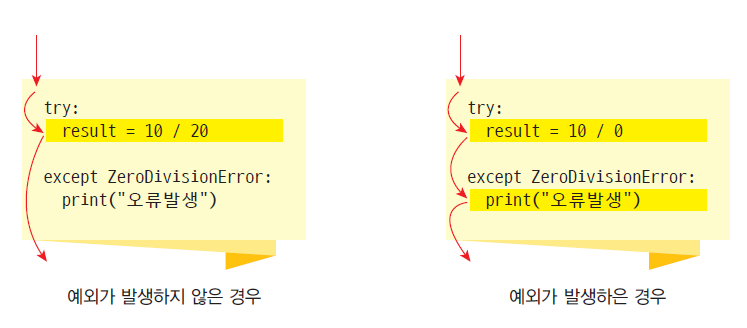 try:
result = 10 / 20
except ZeroDivisionError:
print("오류발생")
예외가 발생하지 않은 경우
try:
result = 10 / 0
except ZeroDivisionError:
print("오류발생")
예외가 발생하은 경우